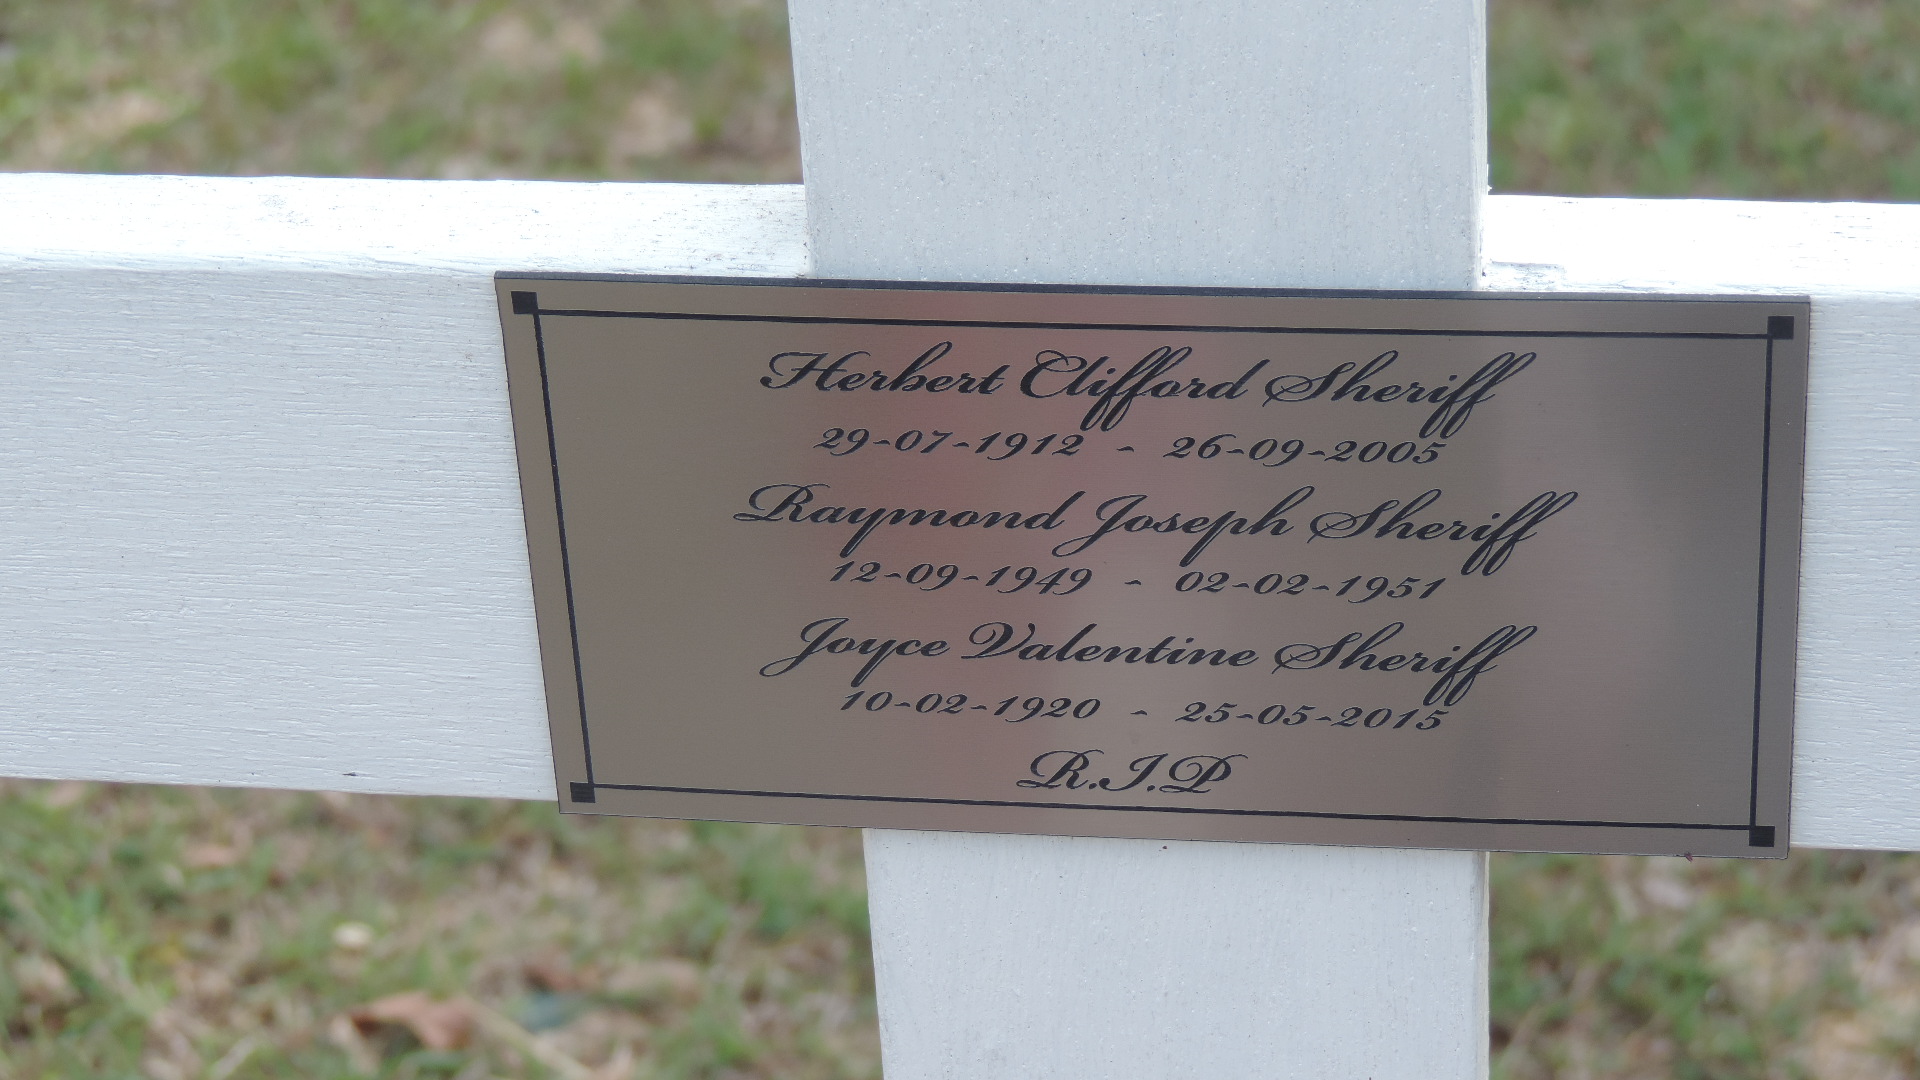 Herbert Clifford Sheriff
29-07-1912 - 26-09-2005
Raymond Joseph Sheriff
12-09-1949 - 02-02-1951
Joyce Valentine Sheriff
10-02-1920 - 25-05-2015
R.I.P